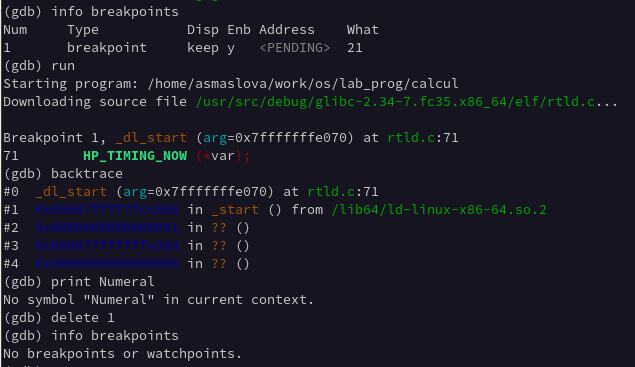 (gdb) info breakpoints
Num     Type           Disp Enb Address    What
1       breakpoint     keep y   <PENDING>  21
(gdb) run
Starting program: /home/asmaslova/work/os/lab_prog/calcul
Downloading source file /usr/src/debug/glibc-2.34-7.fc35.x86_64/elf/rtld.c...

Breakpoint 1, _dl_start (arg=0x7fffffffe070) at rtld.c:71
71        HP_TIMING_NOW (*var);
(gdb) backtrace
#0  _dl_start (arg=0x7fffffffe070) at rtld.c:71
#1  in _start () from /lib64/ld-linux-x86-64.so.2
#2  in ?? ()
#3  in ?? ()
#4  in ?? ()
(gdb) print Numeral
No symbol "Numeral" in current context.
(gdb) delete 1
(gdb) info breakpoints
No breakpoints or watchpoints.